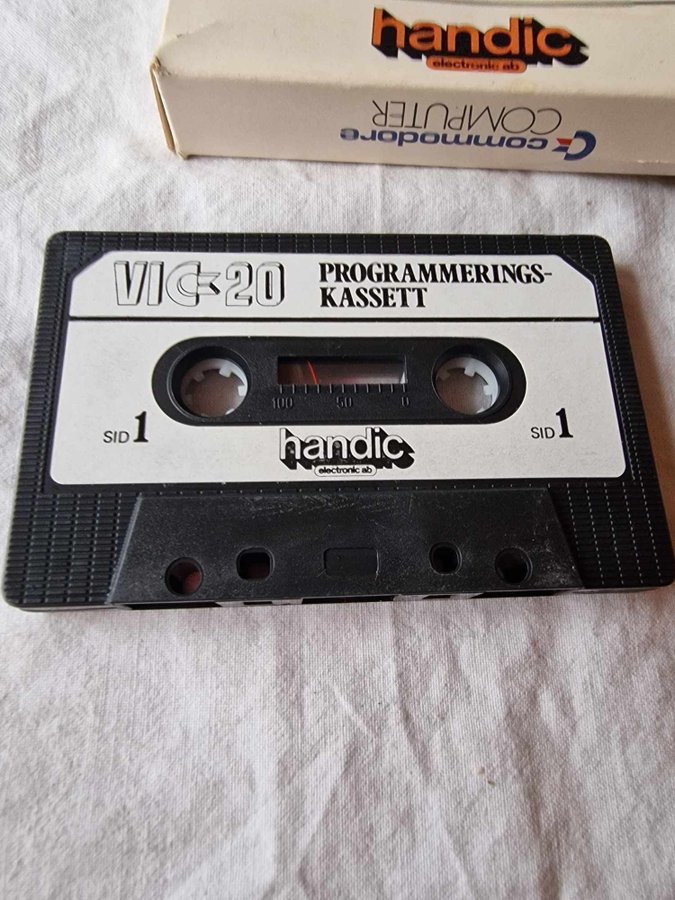 handic
electronic ab
commodore
COMPUTER
VIC-20 PROGRAMMERINGS-
KASSETT
100 50 0
SID 1
SID 1
handic
electronic ab